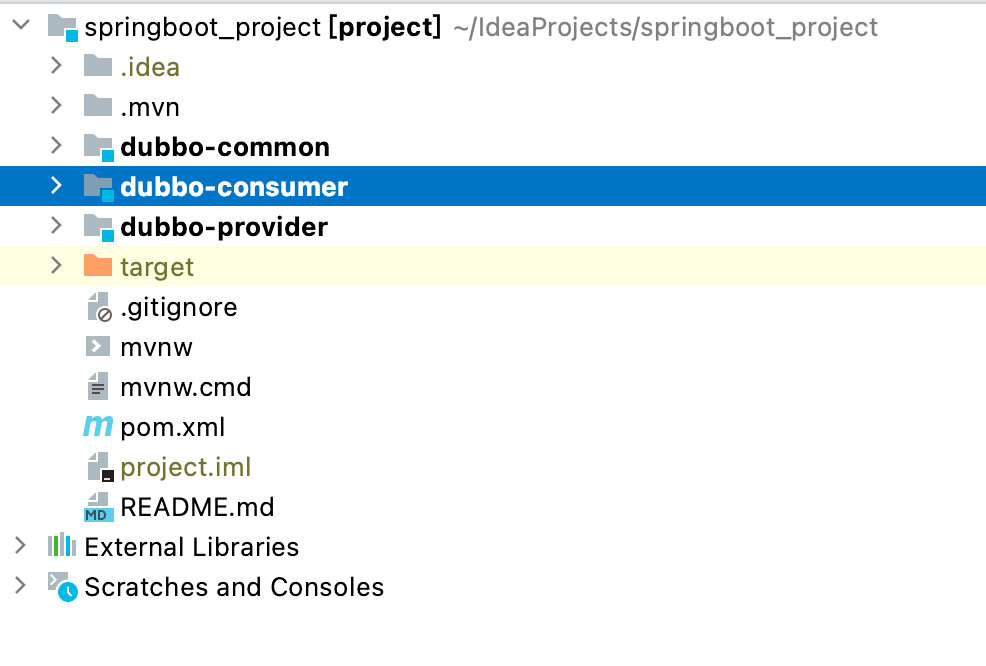 springboot_project [project] ~/IdeaProjects/springboot_project
.idea
.mvn
dubbo-common
dubbo-consumer
dubbo-provider
target
.gitignore
mvnw
mvnw.cmd
m pom.xml
project.iml
MD README.md
External Libraries
Scratches and Consoles